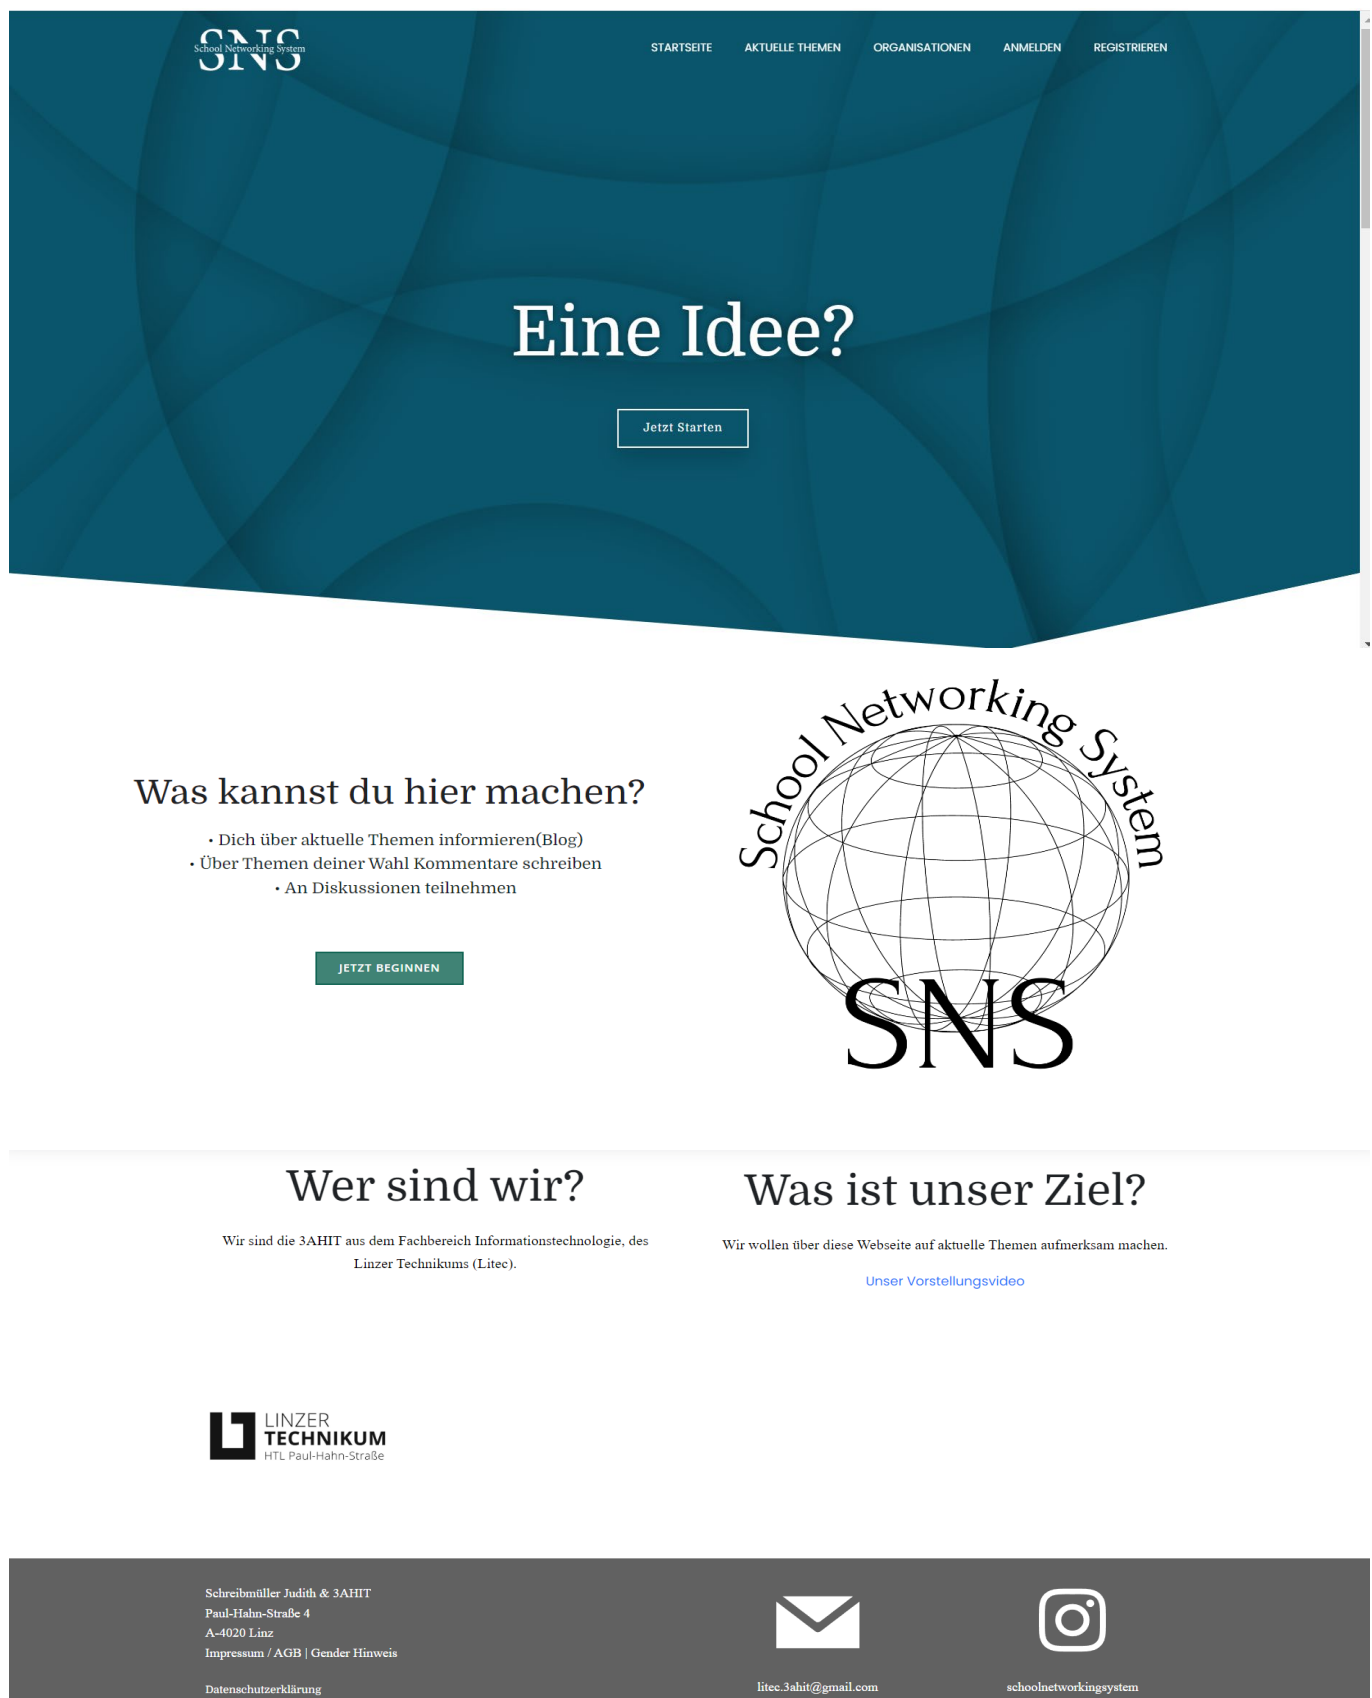 SNS
School Networking System
STARTSEITE
AKTUELLE THEMEN
ORGANISATIONEN
ANMELDEN
REGISTRIEREN
Eine Idee?
Jetzt Starten
Was kannst du hier machen?
• Dich über aktuelle Themen informieren(Blog)
• Über Themen deiner Wahl Kommentare schreiben
• An Diskussionen teilnehmen
JETZT BEGINNEN
School Networking System
SNS
Wer sind wir?
Wir sind die 3AHIT aus dem Fachbereich Informationstechnologie, des
Linzer Technikums (Litec).
Was ist unser Ziel?
Wir wollen über diese Webseite auf aktuelle Themen aufmerksam machen.
Unser Vorstellungsvideo
LINZER
TECHNIKUM
HTL Paul-Hahn-Straße
Schreibmüller Judith & 3AHIT
Paul-Hahn-Straße 4
A-4020 Linz
Impressum / AGB | Gender Hinweis
Datenschutzerklärung
litec.3ahit@gmail.com
schoolnetworkingsystem